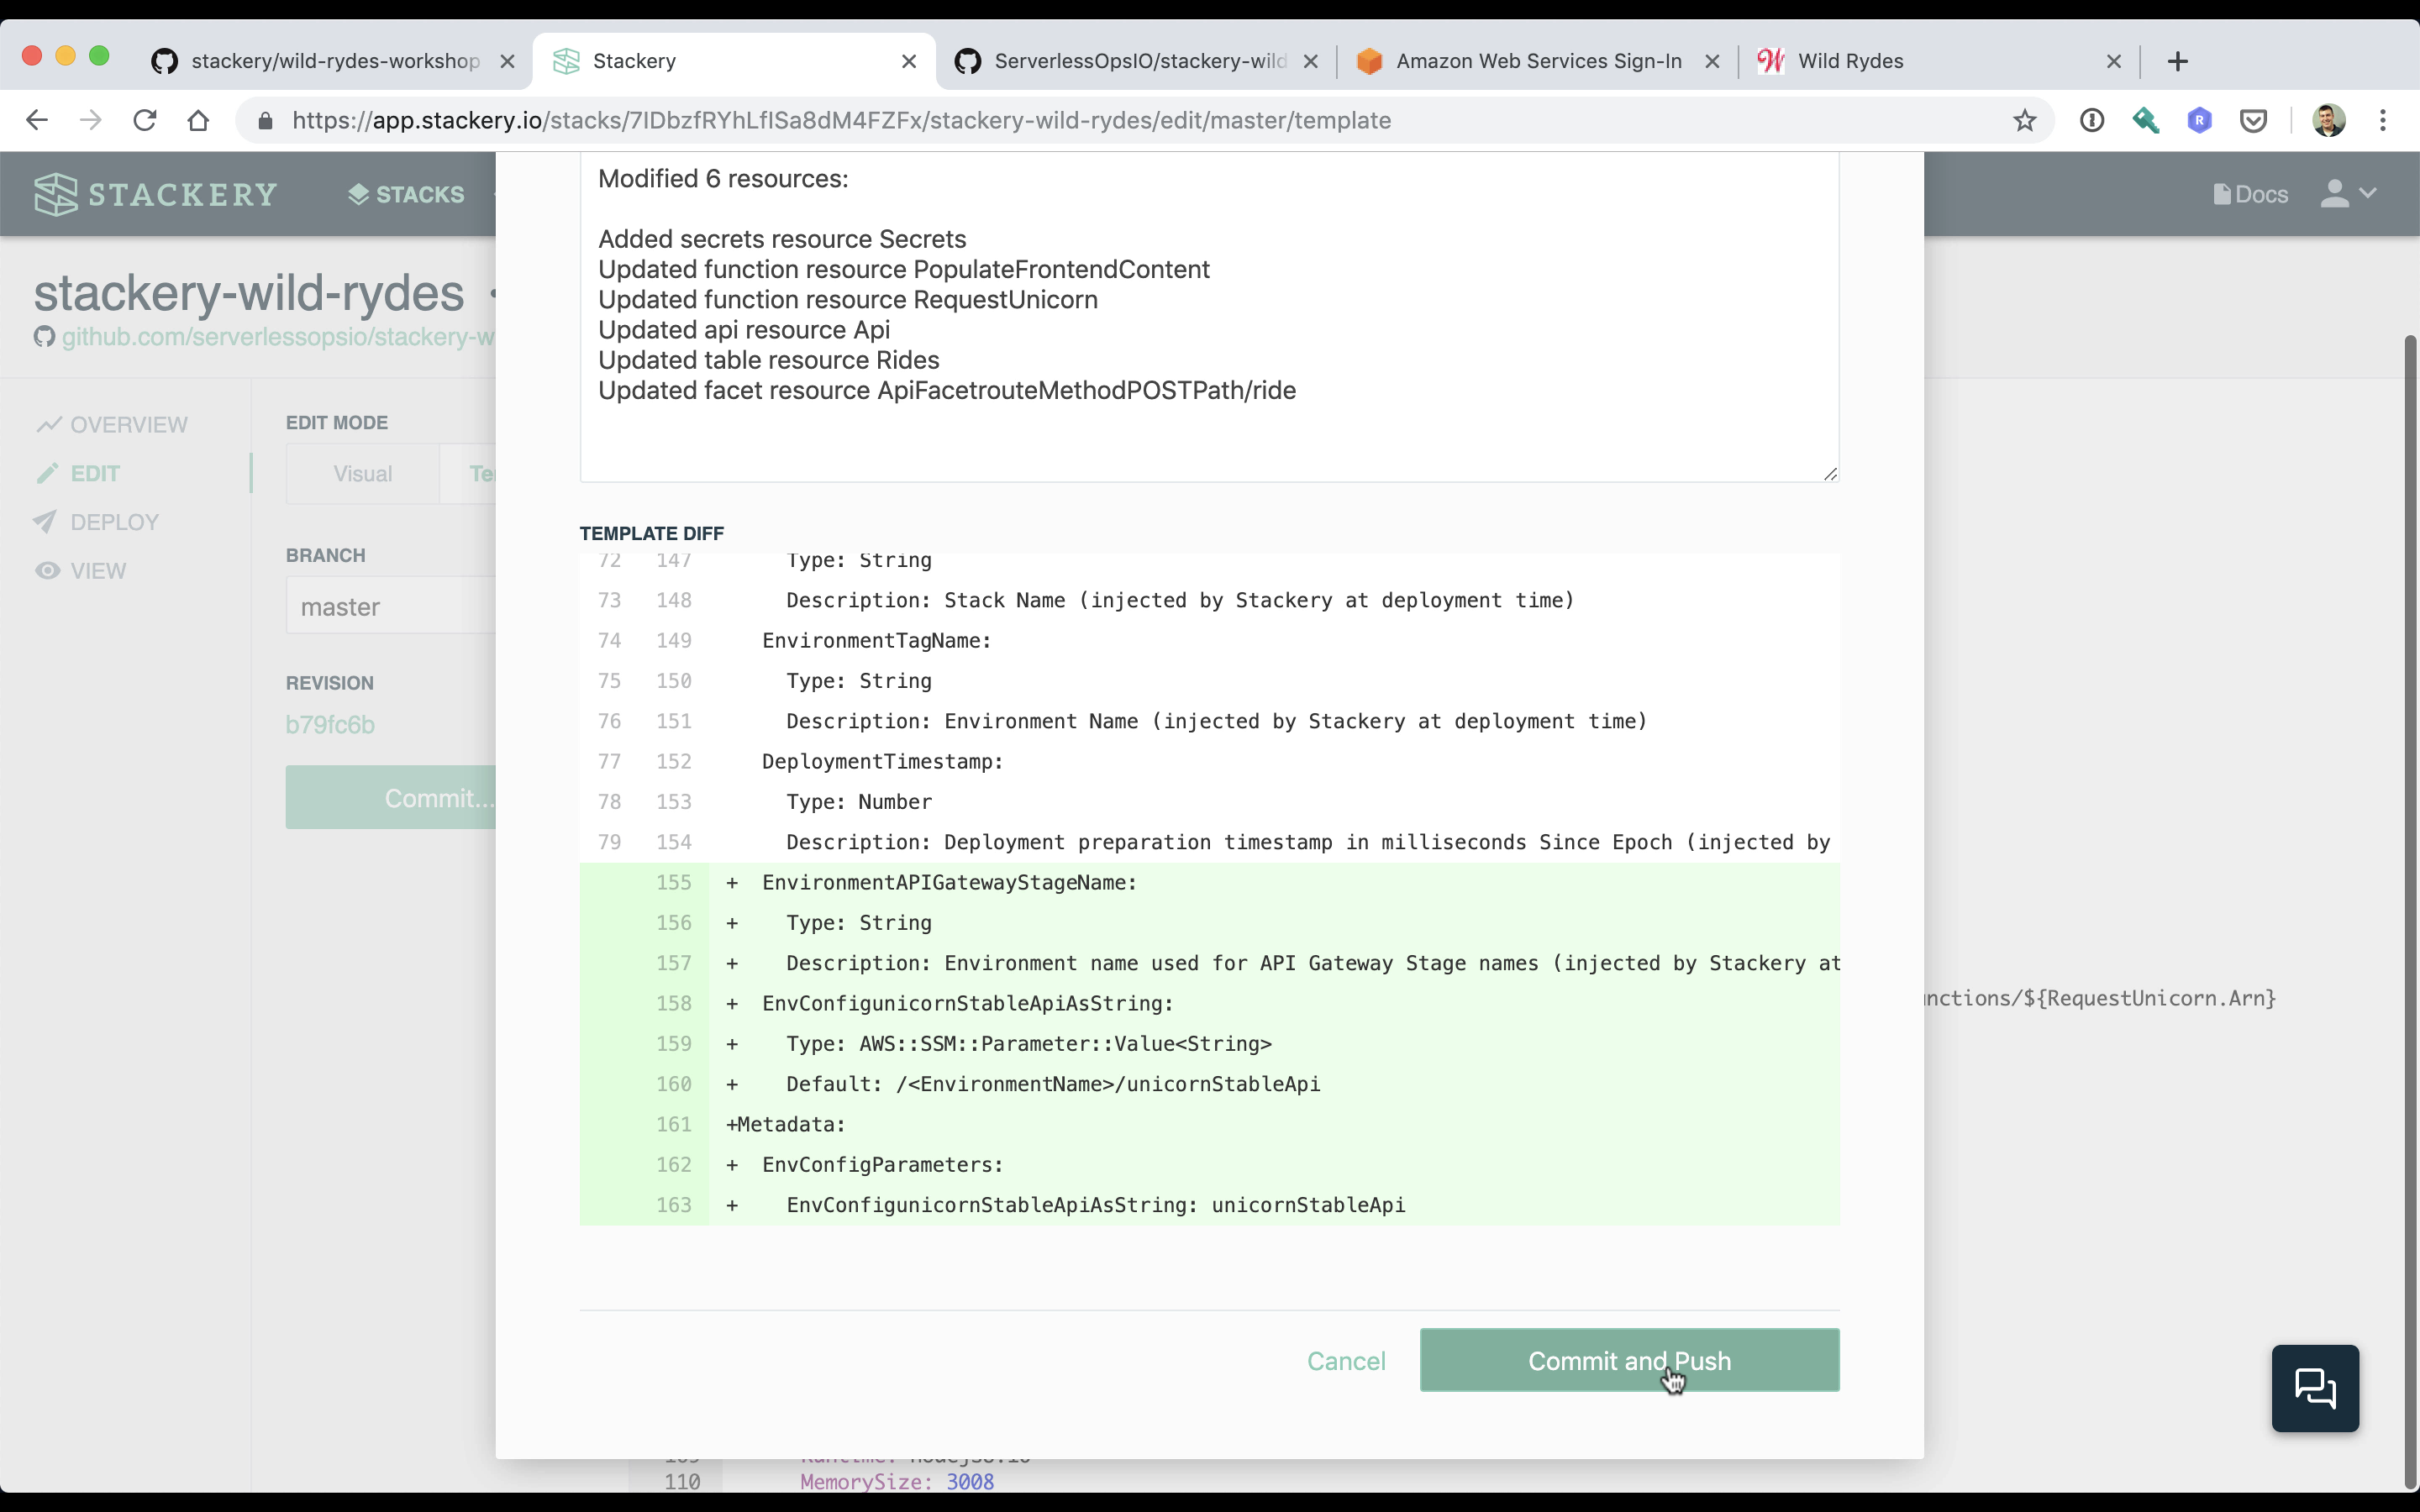 stackery/wild-rydes-workshop
Stackery
ServerlessOpsIO/stackery-wild
Amazon Web Services Sign-In
Wild Rydes
https://app.stackery.io/stacks/7IDbzfRYhLfISa8dM4FZFx/stackery-wild-rydes/edit/master/template
STACKERY
STACKS
Docs
stackery-wild-rydes
github.com/serverlessopsio/stackery-w
OVERVIEW
EDIT
DEPLOY
VIEW
EDIT MODE
Visual
Te
BRANCH
master
REVISION
b79fc6b
Commit...
Modified 6 resources:
Added secrets resource Secrets
Updated function resource PopulateFrontendContent
Updated function resource RequestUnicorn
Updated api resource Api
Updated table resource Rides
Updated facet resource ApiFacetrouteMethodPOSTPath/ride
TEMPLATE DIFF
72 147 Type: String
73 148 Description: Stack Name (injected by Stackery at deployment time)
74 149 EnvironmentTagName:
75 150 Type: String
76 151 Description: Environment Name (injected by Stackery at deployment time)
77 152 DeploymentTimestamp:
78 153 Type: Number
79 154 Description: Deployment preparation timestamp in milliseconds Since Epoch (injected by
155 + EnvironmentAPIGatewayStageName:
156 + Type: String
157 + Description: Environment name used for API Gateway Stage names (injected by Stackery at
158 + EnvConfigunicornStableApiAsString:
159 + Type: AWS::SSM::Parameter::Value<String>
160 + Default: /<EnvironmentName>/unicornStableApi
161 +Metadata:
162 + EnvConfigParameters:
163 + EnvConfigunicornStableApiAsString: unicornStableApi
nctions/${RequestUnicorn.Arn}
Cancel
Commit and Push
110 MemorySize: 3008